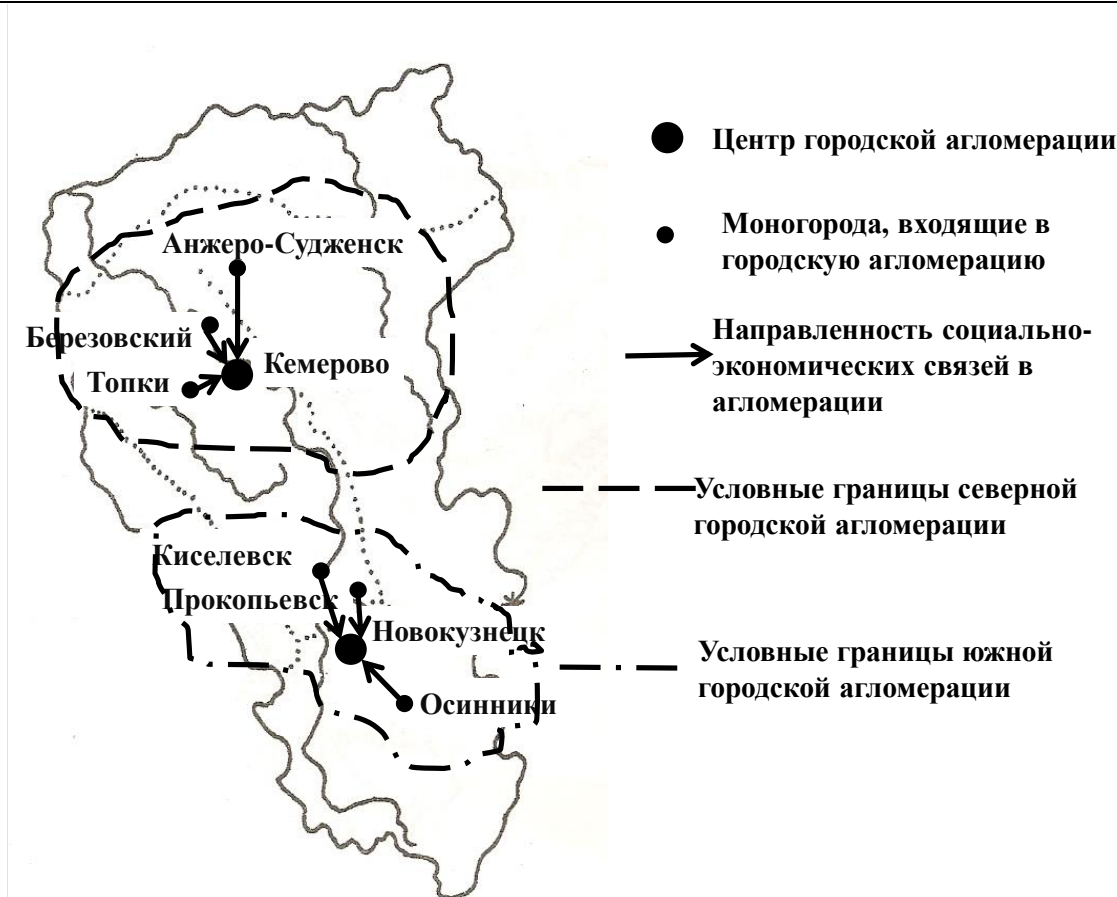 Анжеро-Судженск
Березовский
Кемерово
Топки
Киселевск
Прокопьевск
Новокузнецк
Осинники
Центр городской агломерации
Моногорода, входящие в
городскую агломерацию
Направленность социально-
экономических связей в
агломерации
Условные границы северной
городской агломерации
Условные границы южной
городской агломерации